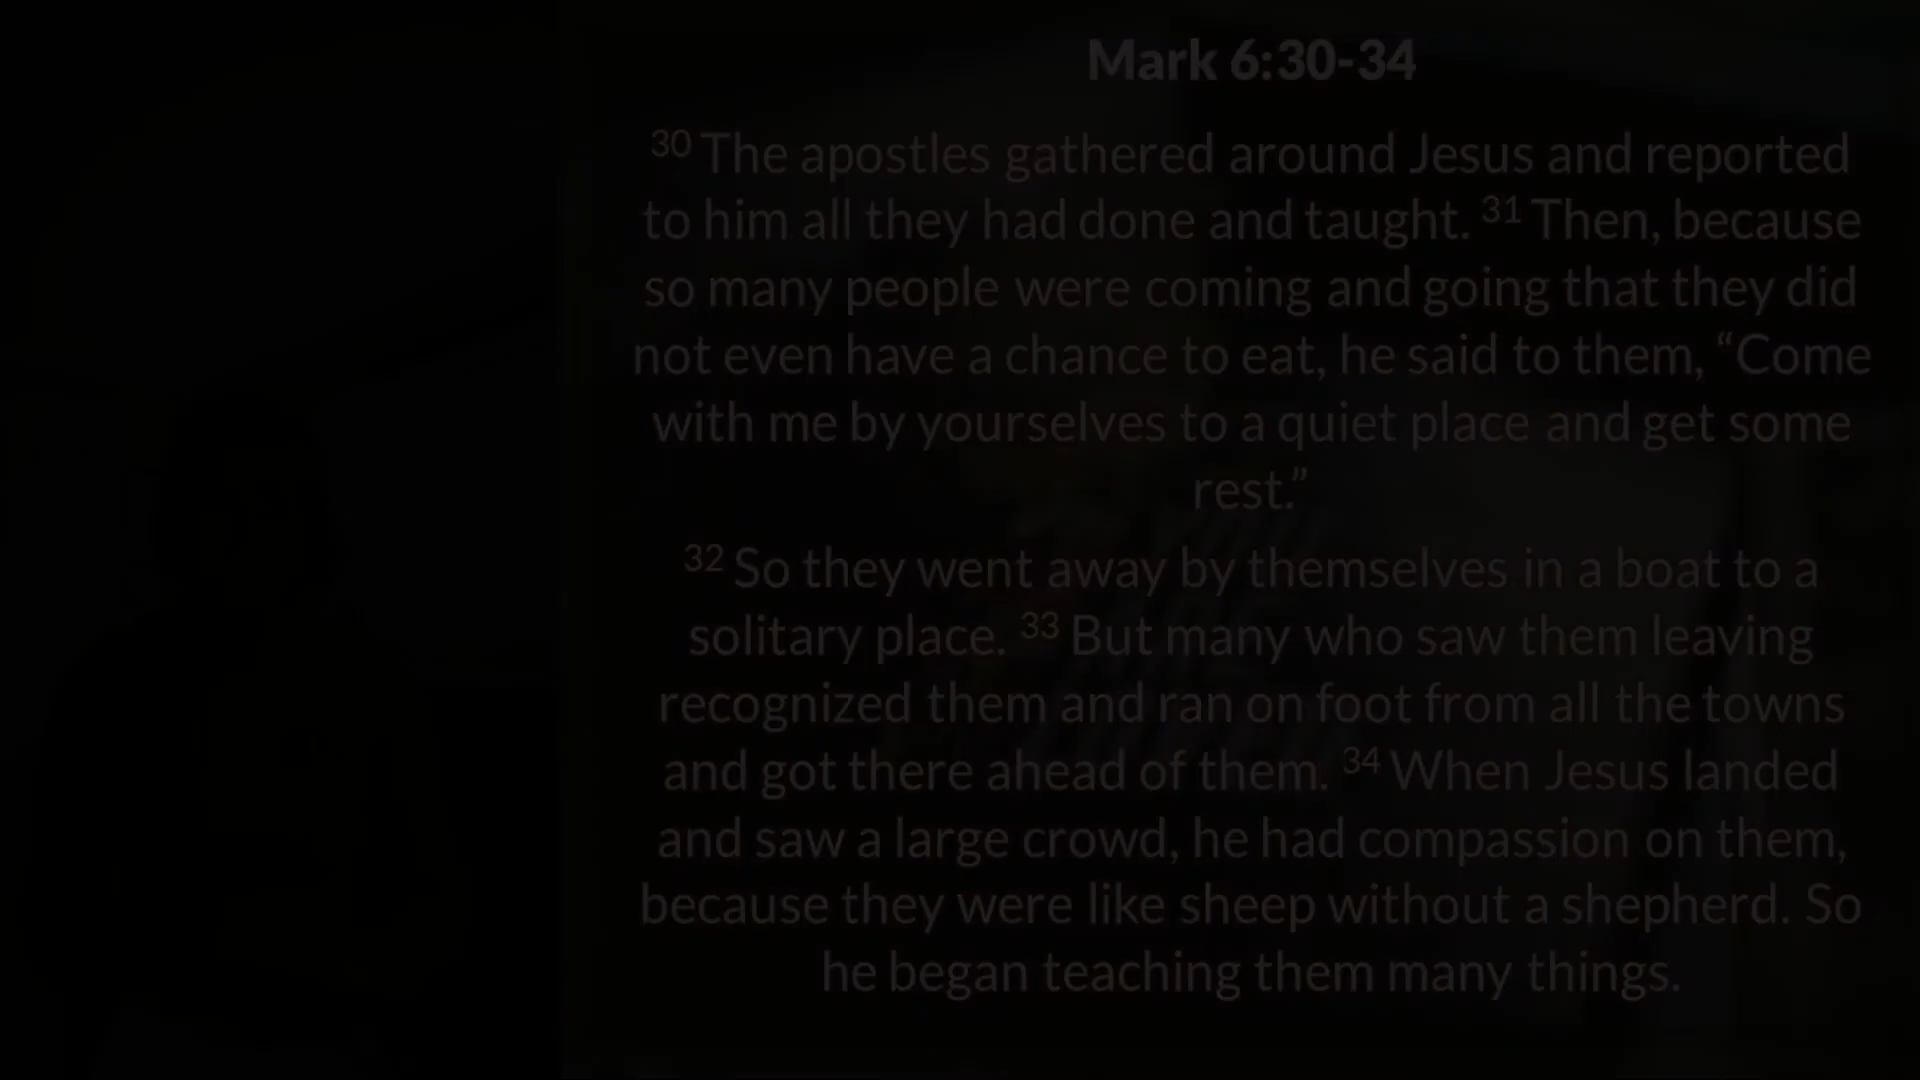 Mark 6:30-34
30 The apostles gathered around Jesus and reported
to him all they had done and taught. 31 Then, because
so many people were coming and going that they did
not even have a chance to eat, he said to them, “Come
with me by yourselves to a quiet place and get some
rest.”
32 So they went away by themselves in a boat to a
solitary place. 33 But many who saw them leaving
recognized them and ran on foot from all the towns
and got there ahead of them. 34 When Jesus landed
and saw a large crowd, he had compassion on them,
because they were like sheep without a shepherd. So
he began teaching them many things.